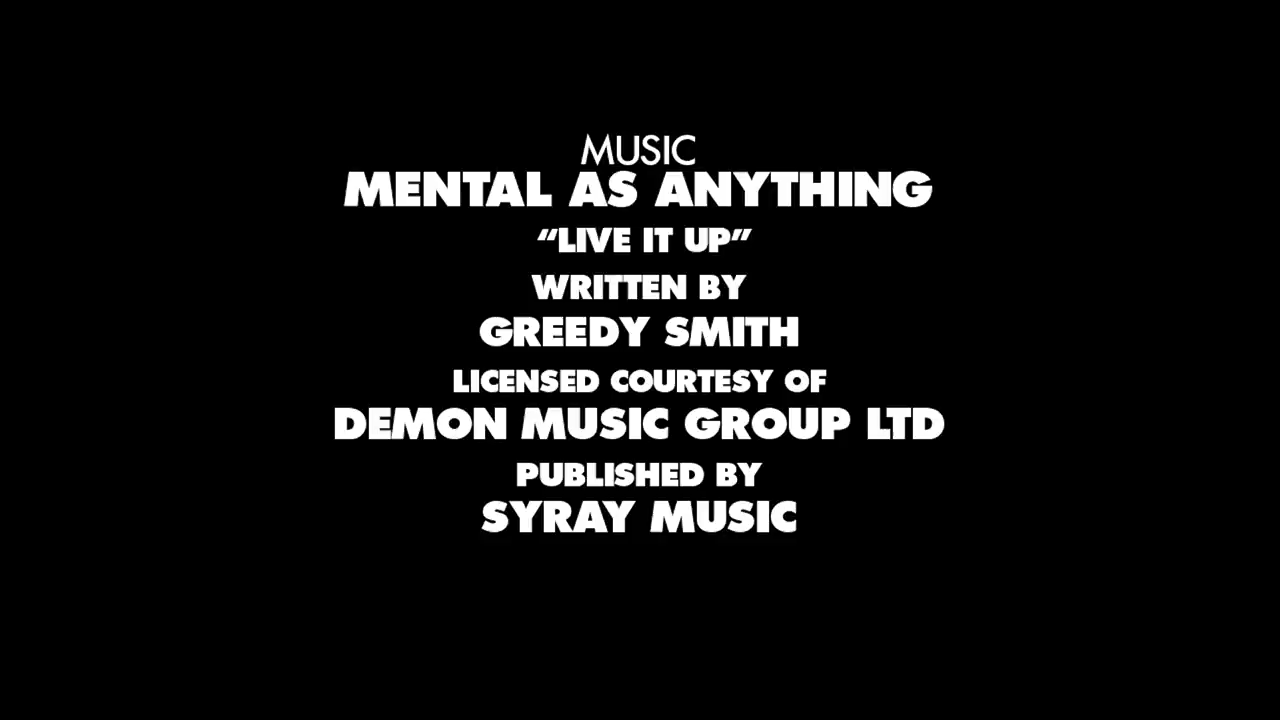 MUSIC
MENTAL AS ANYTHING
“LIVE IT UP”
WRITTEN BY
GREEDY SMITH
LICENSED COURTESY OF
DEMON MUSIC GROUP LTD
PUBLISHED BY
SYRAY MUSIC